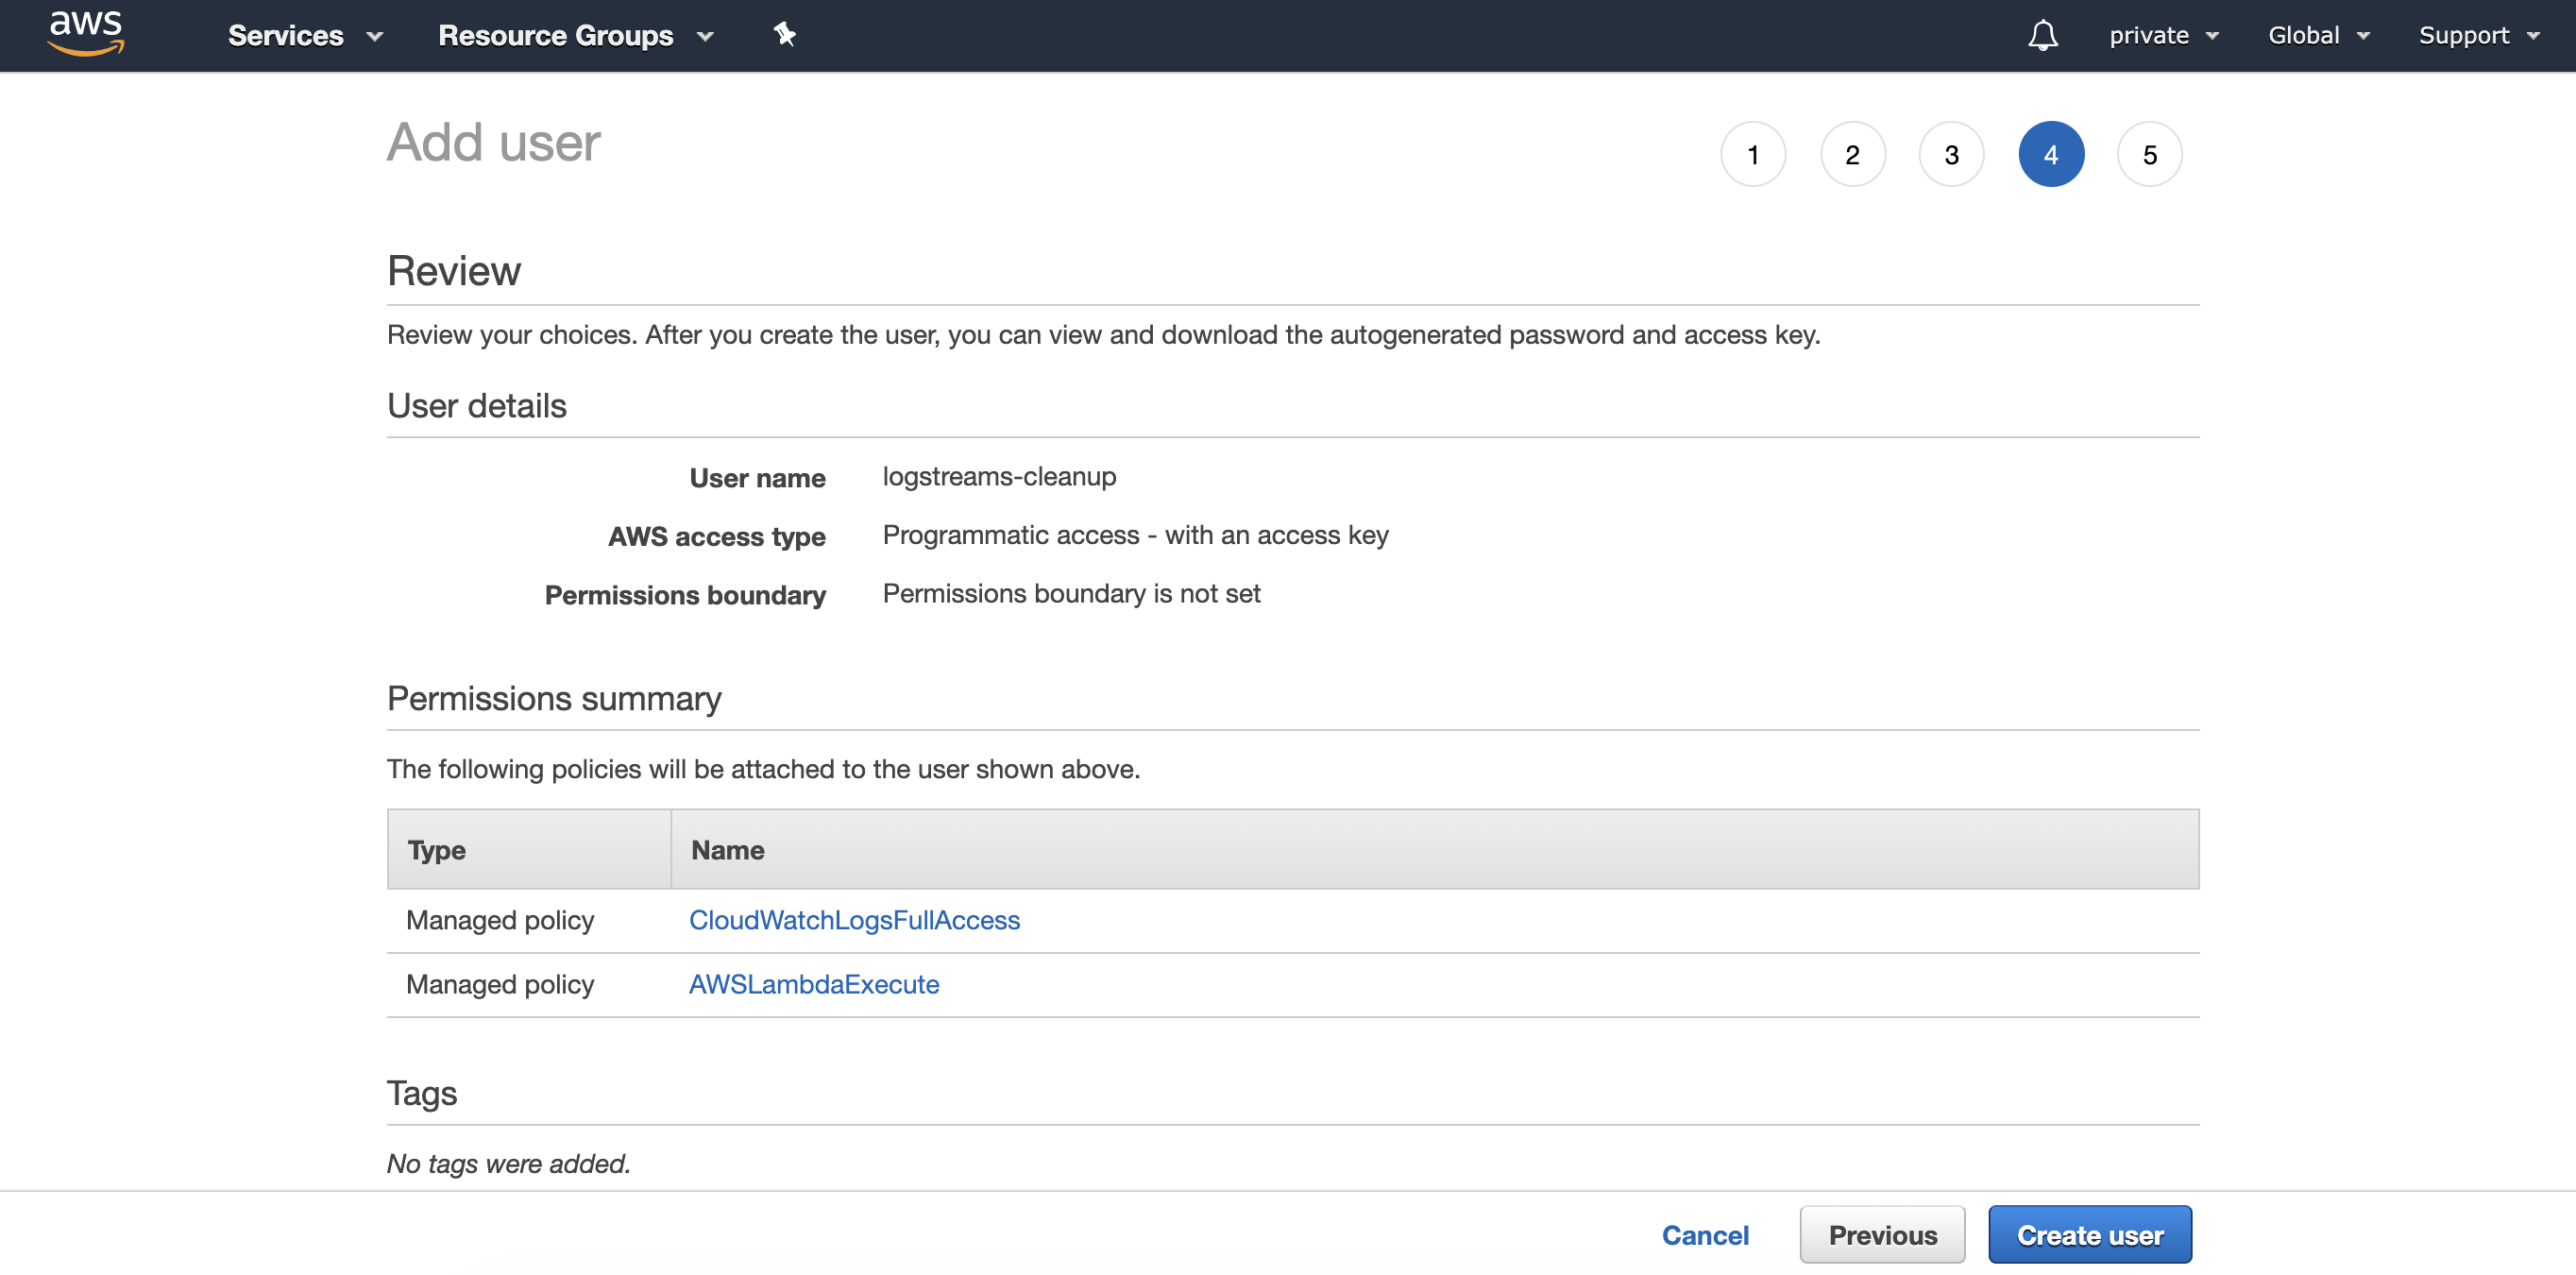 aws Services Resource Groups private Global Support
Add user 1 2 3 4 5
Review
Review your choices. After you create the user, you can view and download the autogenerated password and access key.
User details
User name logstreams-cleanup
AWS access type Programmatic access - with an access key
Permissions boundary Permissions boundary is not set
Permissions summary
The following policies will be attached to the user shown above.
Type Name
Managed policy CloudWatchLogsFullAccess
Managed policy AWSLambdaExecute
Tags
No tags were added.
Cancel Previous Create user